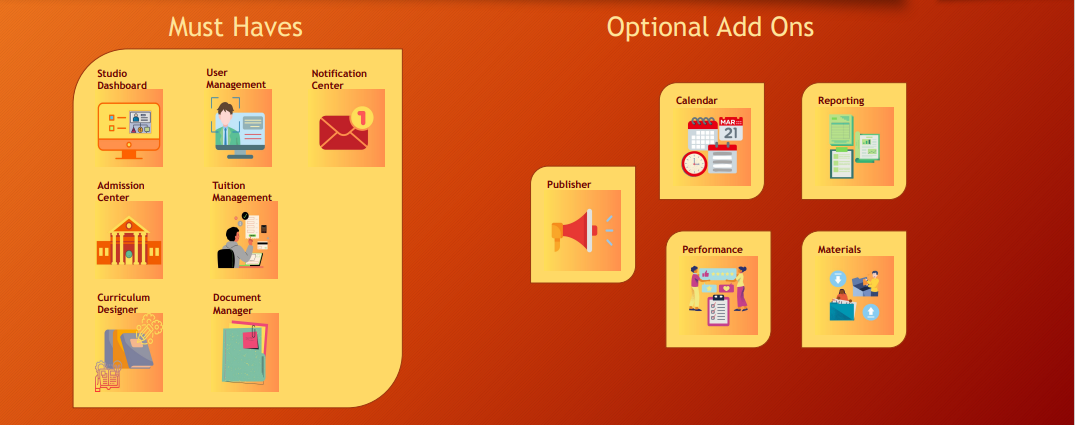 Must Haves
Optional Add Ons
Studio
Dashboard
User
Management
Notification
Center
1
Admission
Center
Tuition
Management
Curriculum
Designer
Document
Manager
Publisher
Calendar
MAR
21
Reporting
Performance
Materials